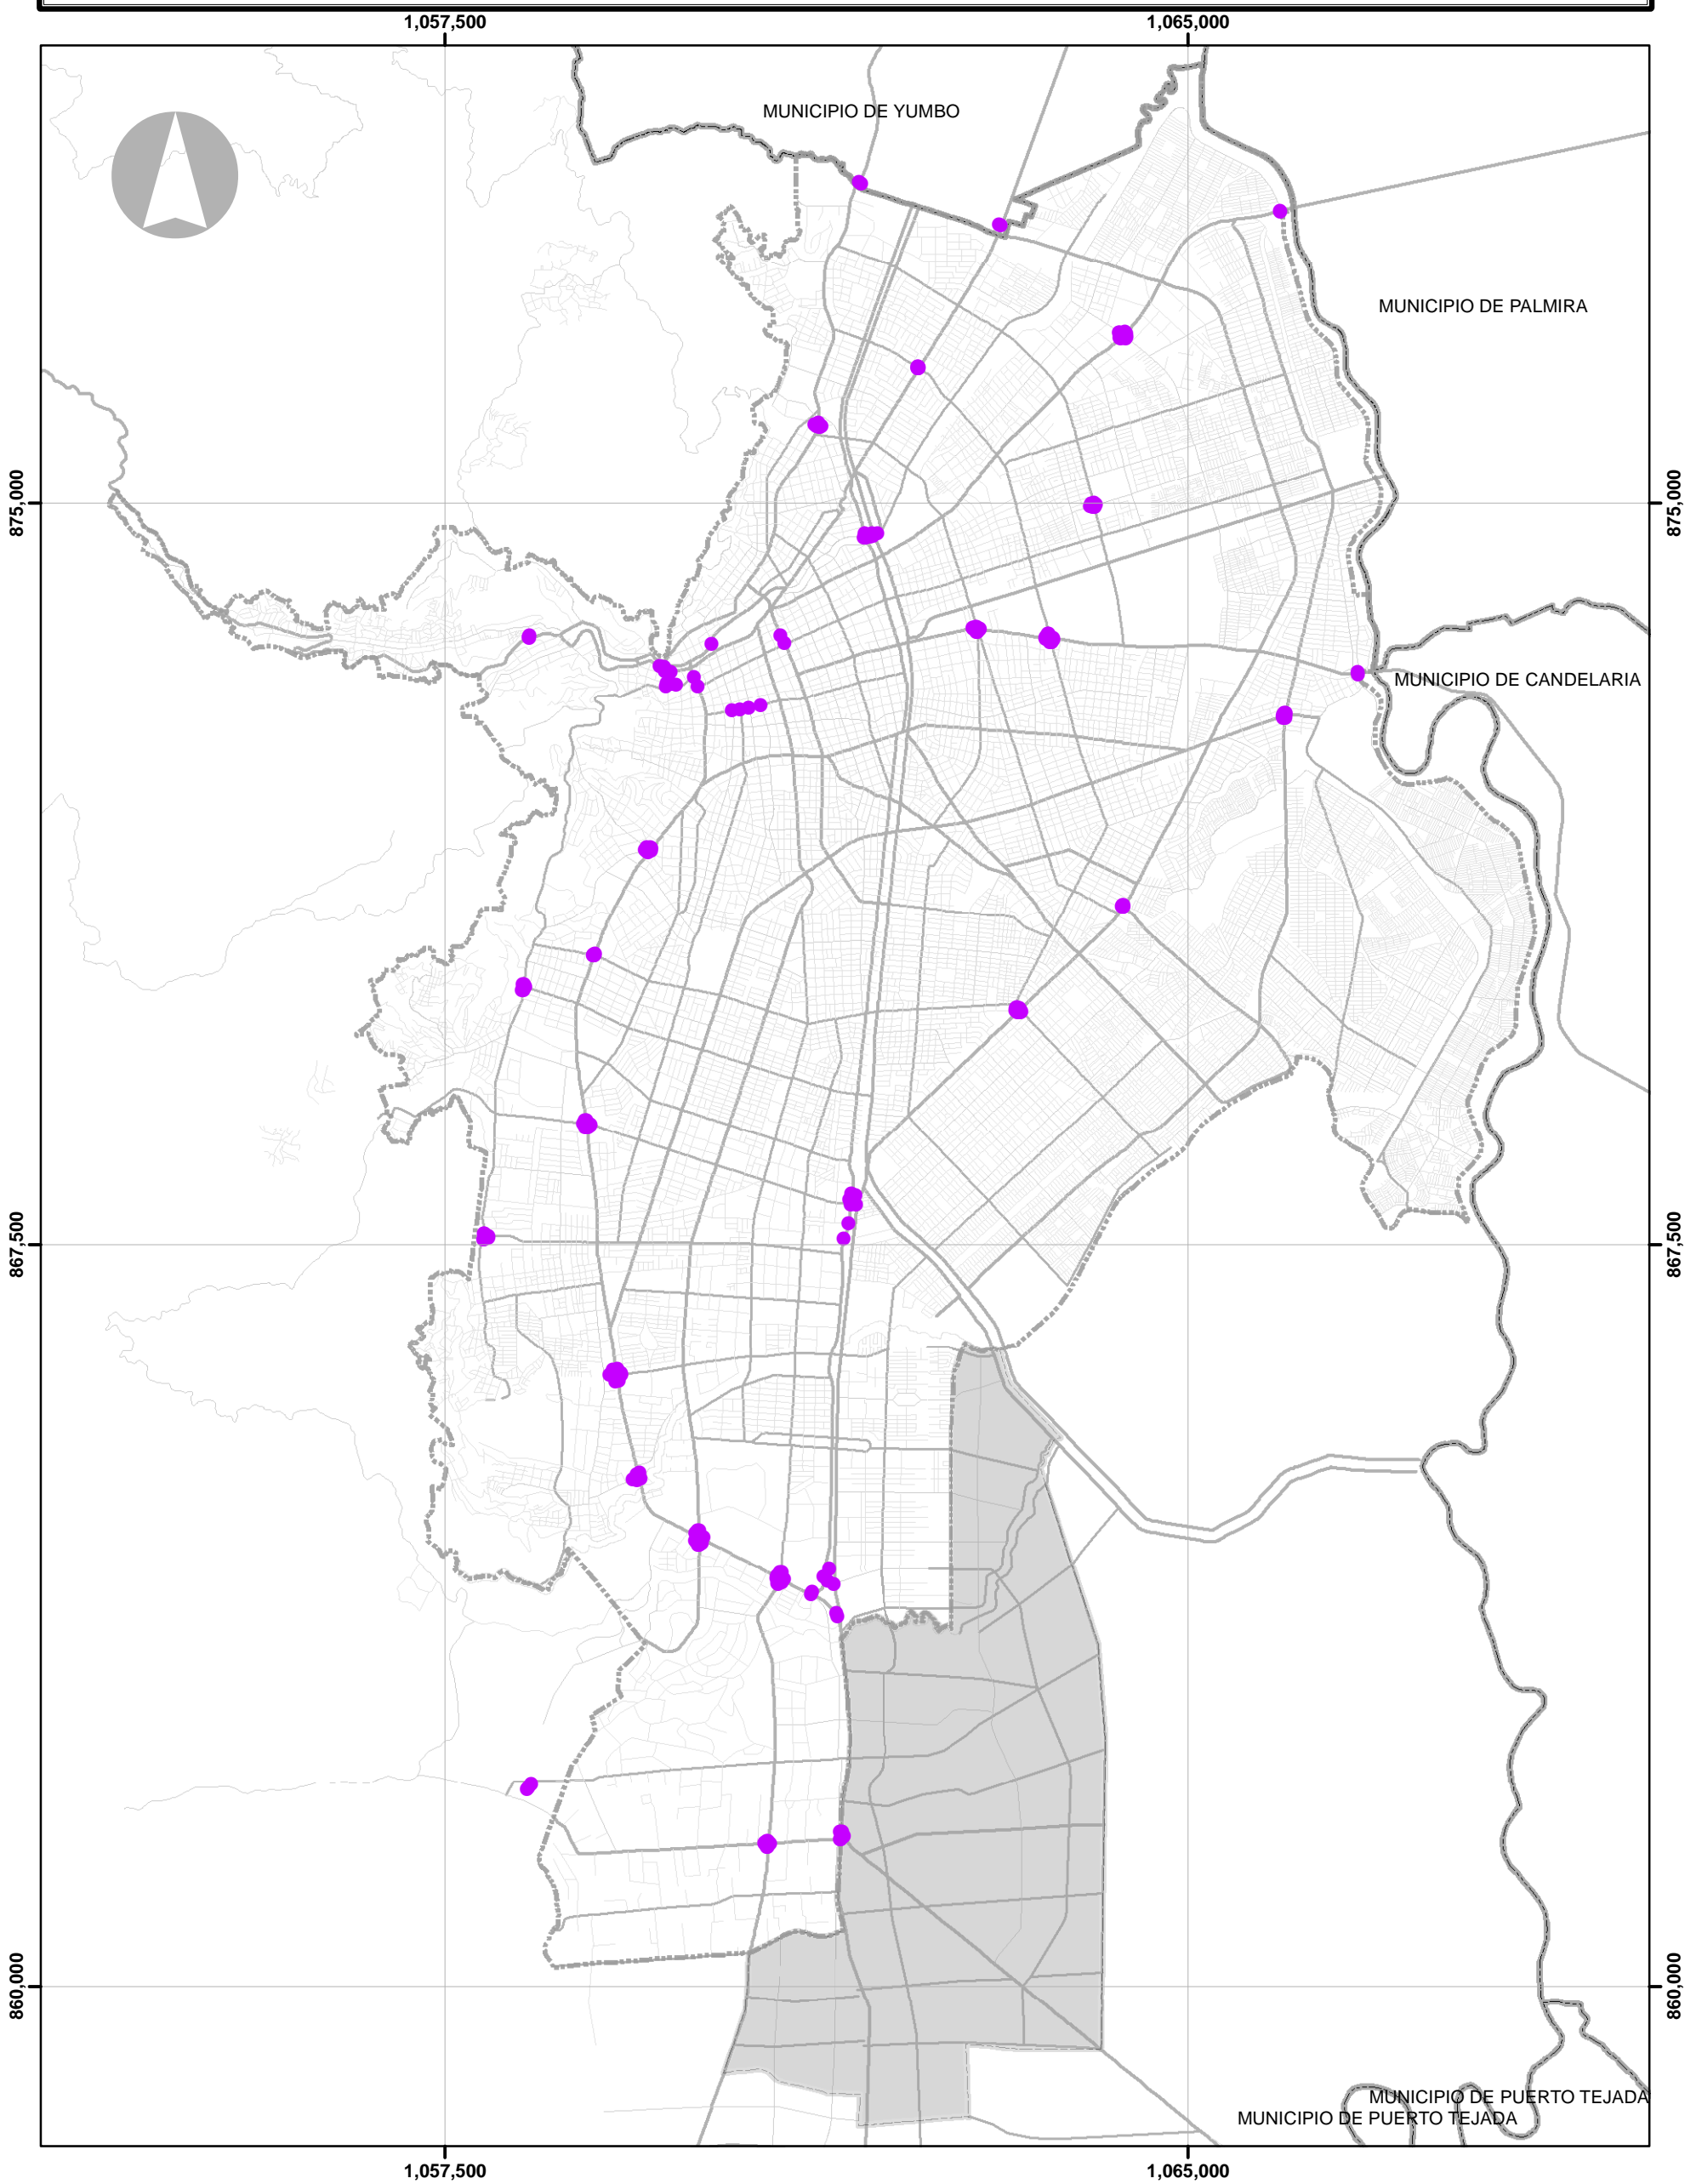 1,057,500
1,065,000
MUNICIPIO DE YUMBO
MUNICIPIO DE PALMIRA
875,000
875,000
MUNICIPIO DE CANDELARIA
867,500
867,500
860,000
860,000
MUNICIPIO DE PUERTO TEJADA
MUNICIPIO DE PUERTO TEJADA
1,057,500
1,065,000